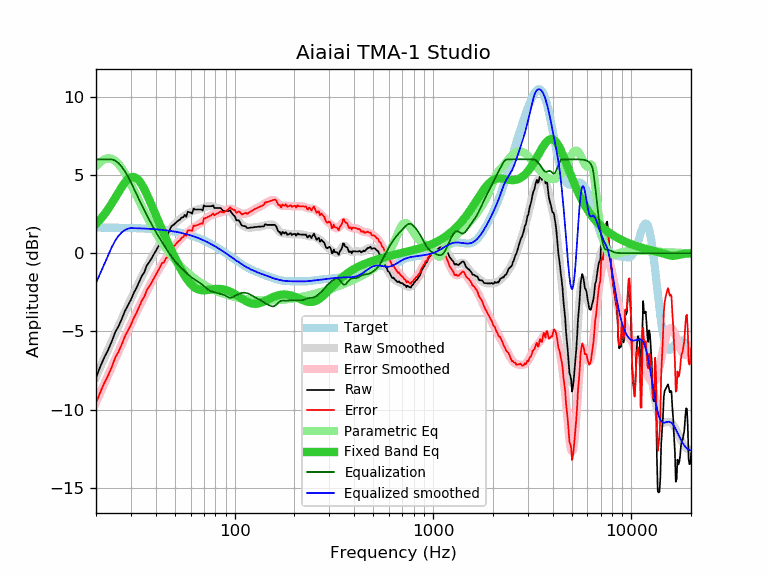 Aiaiai TMA-1 Studio
Amplitude (dBr)
10
5
0
−5
−10
−15
Target
Raw Smoothed
Error Smoothed
Raw
Error
Parametric Eq
Fixed Band Eq
Equalization
Equalized smoothed
100
1000
10000
Frequency (Hz)